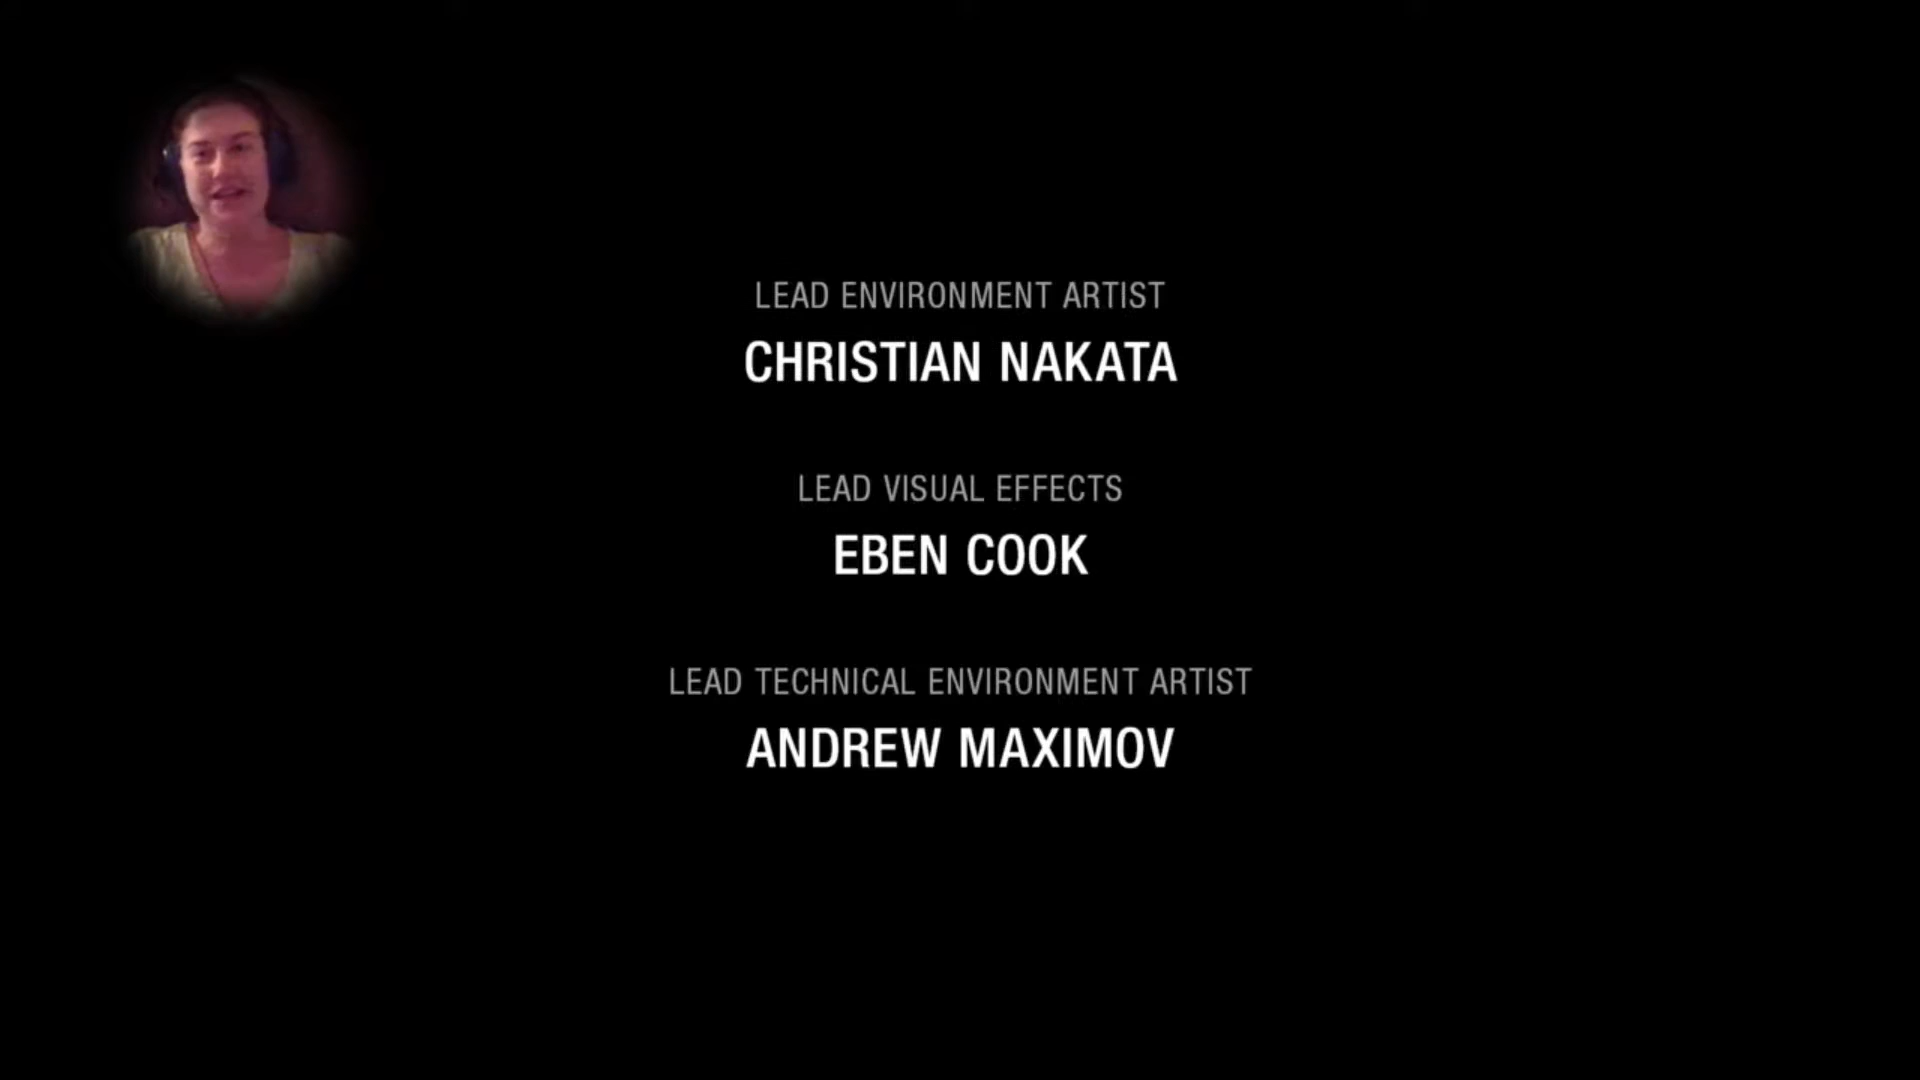 LEAD ENVIRONMENT ARTIST
CHRISTIAN NAKATA
LEAD VISUAL EFFECTS
EBEN COOK
LEAD TECHNICAL ENVIRONMENT ARTIST
ANDREW MAXIMOV